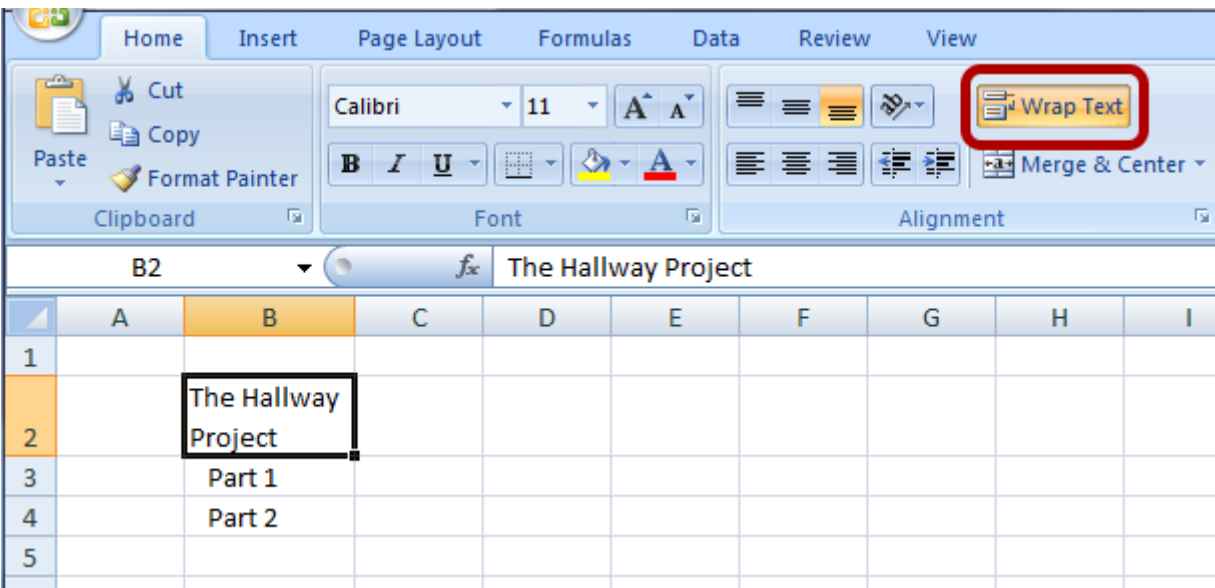 Home Insert Page Layout Formulas Data Review View
Cut
Calibri 11 A A Wrap Text
Copy
Paste
B I U A Merge & Center
Format Painter
Clipboard Font Alignment
B2 fx The Hallway Project
A B C D E F G H I
1
The Hallway
2 Project
3 Part 1
4 Part 2
5